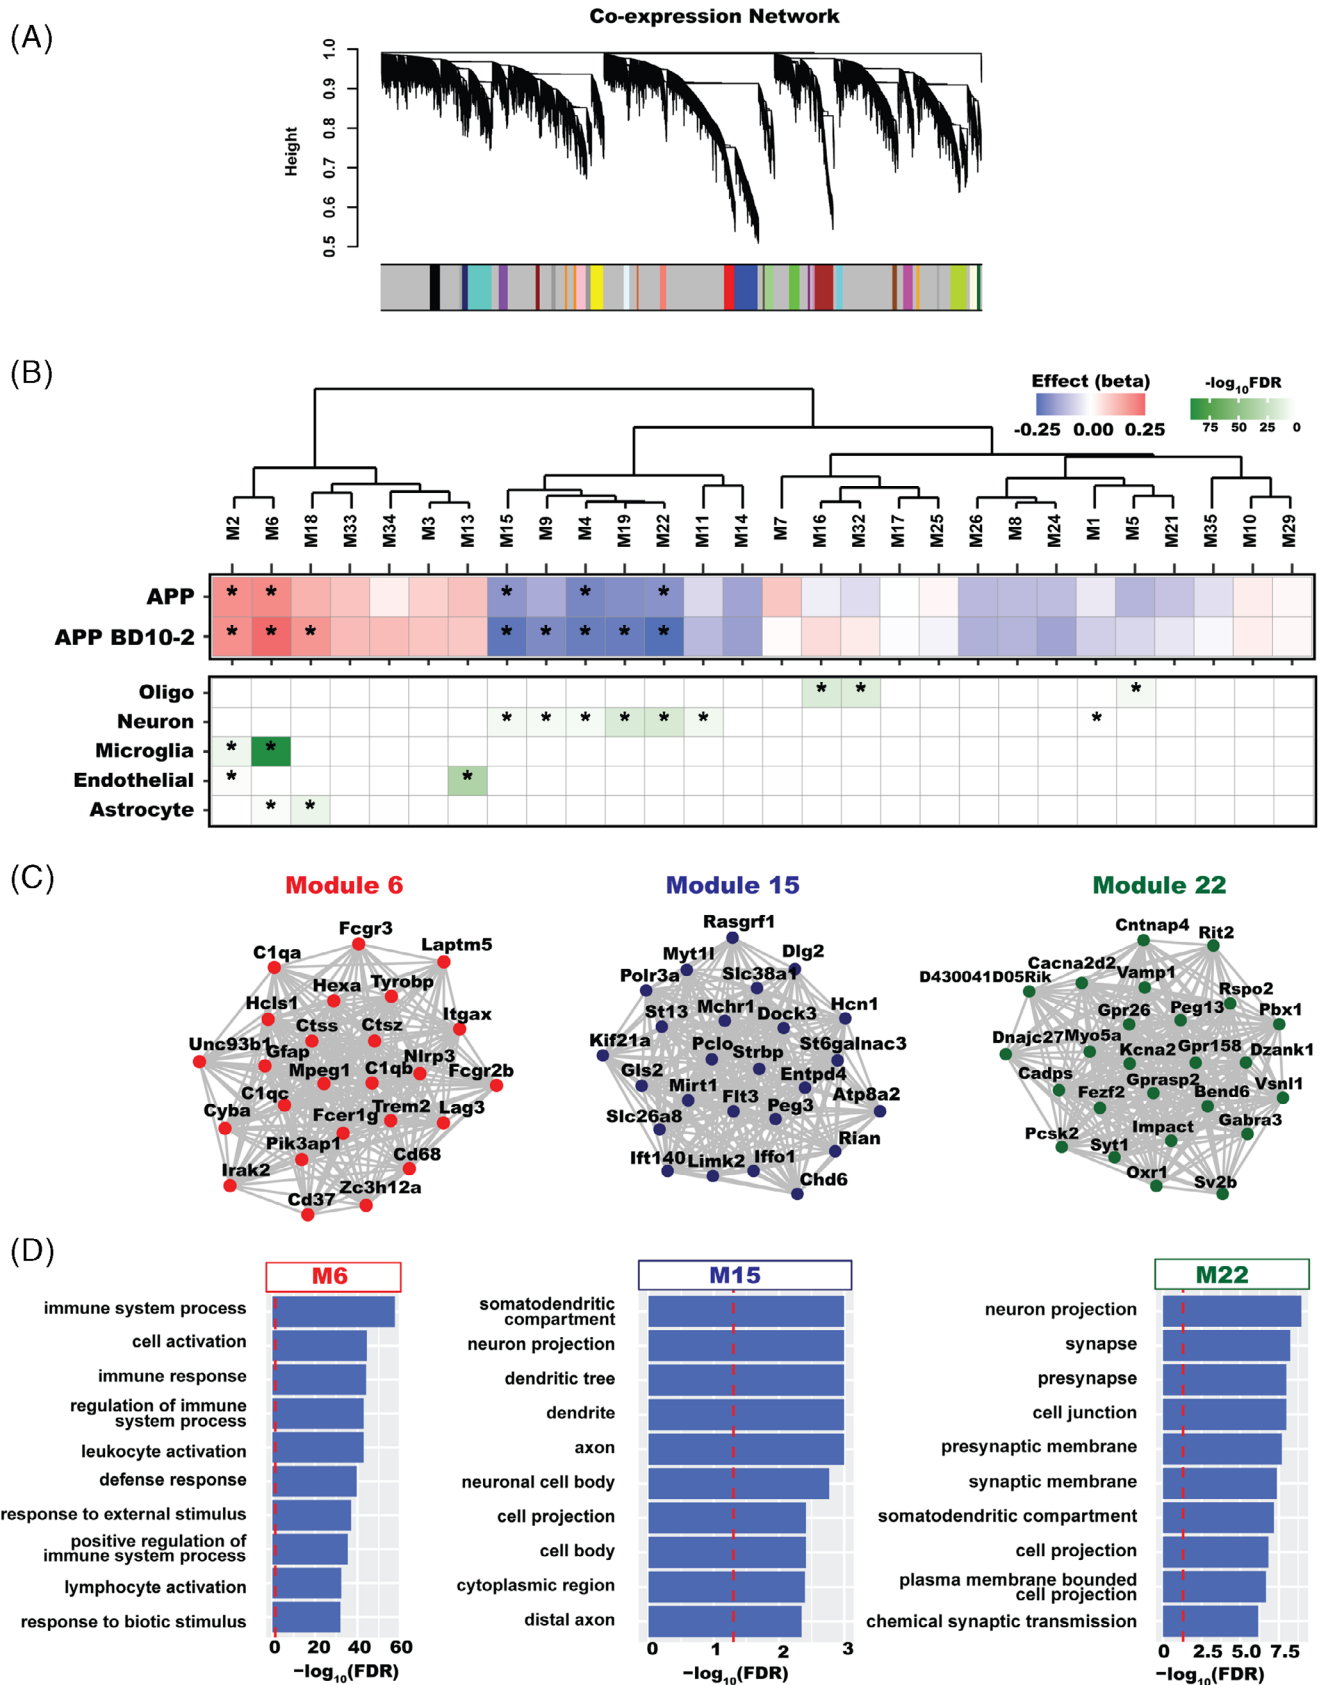 (A)
Co-expression Network
Height
1.0
0.9
0.8
0.7
0.6
0.5
(B)
Effect (beta)
-0.25 0.00 0.25
-log10FDR
75 50 25 0
M2 M6 M18 M33 M34 M3 M13 M15 M9 M4 M19 M22 M11 M14 M7 M16 M32 M17 M25 M26 M8 M24 M1 M5 M21 M35 M10 M29
APP * * * * *
APP BD10-2 * * * * * * * *
Oligo * * *
Neuron * * * * * * *
Microglia * *
Endothelial * *
Astrocyte * *
(C)
Module 6
Fcgr3
C1qa
Laptm5
Hexa
Tyrobp
Hcls1
Itgax
Ctss
Ctsz
Unc93b1
Gfap
Nlrp3
Mpeg1
C1qb
Fcgr2b
C1qc
Cyba
Fcer1g
Trem2
Lag3
Pik3ap1
Cd68
Irak2
Zc3h12a
Cd37
Module 15
Rasgrf1
Myt1l
Dlg2
Polr3a
Slc38a1
St13
Mchr1
Dock3
Hcn1
Kif21a
Pclo
Strbp
St6galnac3
Gls2
Mirt1
Entpd4
Flt3
Atp8a2
Slc26a8
Peg3
Rian
Ift140
Limk2
Iffo1
Chd6
Module 22
Cntnap4
Rit2
Cacna2d2
D430041D05Rik
Vamp1
Rspo2
Gpr26
Peg13
Pbx1
Dnajc27
Myo5a
Kcna2
Gpr158
Dzank1
Cadps
Gprasp2
Fezf2
Bend6
Vsnl1
Pcsk2
Syt1
Impact
Gabra3
Oxr1
Sv2b
(D)
M6
immune system process
cell activation
immune response
regulation of immune
system process
leukocyte activation
defense response
response to external stimulus
positive regulation of
immune system process
lymphocyte activation
response to biotic stimulus
0 20 40 60
−log10(FDR)
M15
somatodendritic
compartment
neuron projection
dendritic tree
dendrite
axon
neuronal cell body
cell projection
cell body
cytoplasmic region
distal axon
0 1 2 3
−log10(FDR)
M22
neuron projection
synapse
presynapse
cell junction
presynaptic membrane
synaptic membrane
somatodendritic compartment
cell projection
plasma membrane bounded
cell projection
chemical synaptic transmission
0 2.5 5.0 7.5
−log10(FDR)